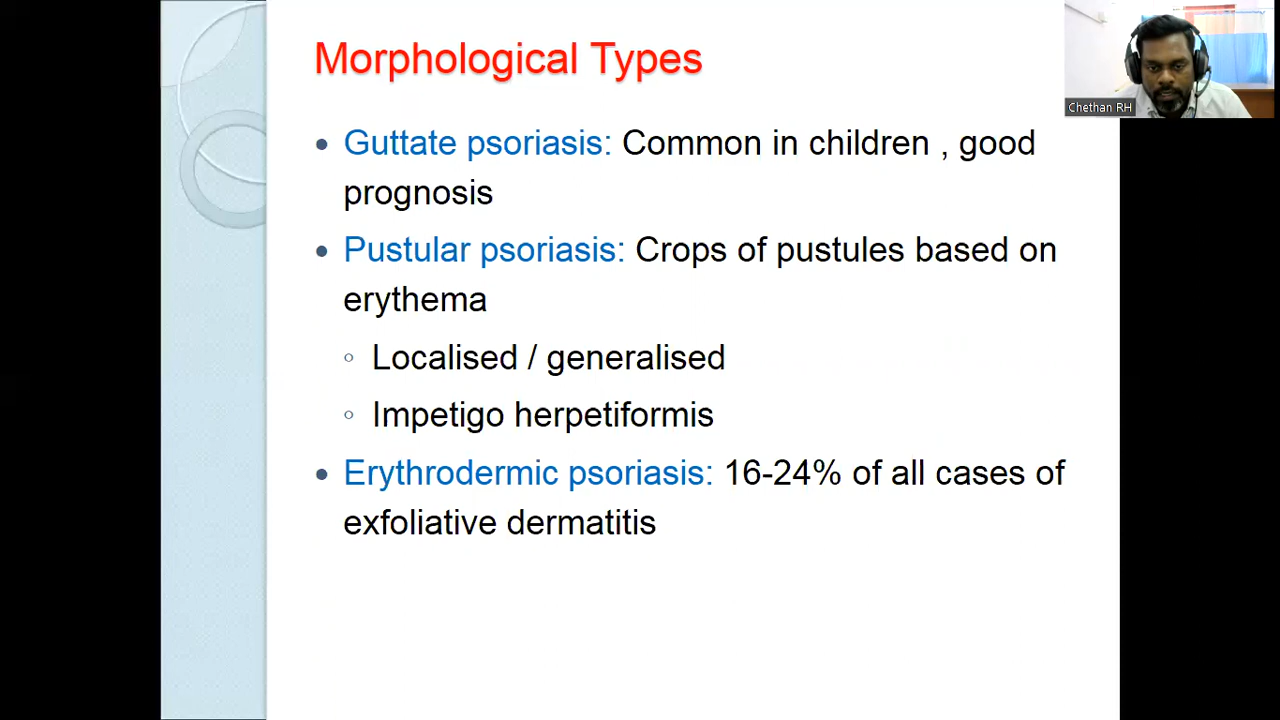 Morphological Types
Chethan RH
• Guttate psoriasis: Common in children , good
prognosis
• Pustular psoriasis: Crops of pustules based on
erythema
◦ Localised / generalised
◦ Impetigo herpetiformis
• Erythrodermic psoriasis: 16-24% of all cases of
exfoliative dermatitis